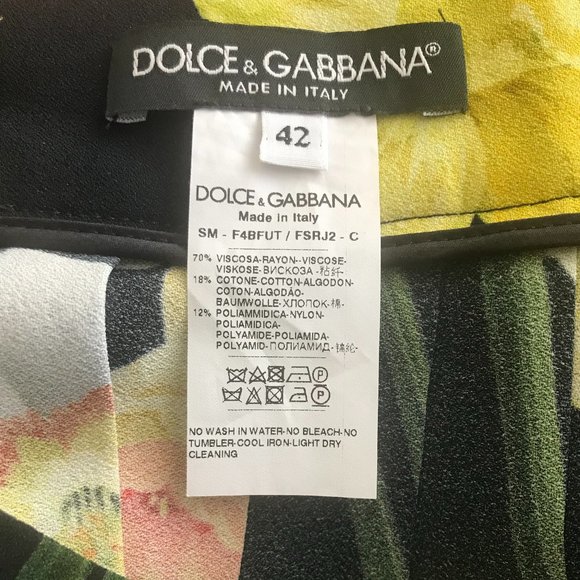 DOLCE & GABBANA®
MADE IN ITALY
42
DOLCE & GABBANA
Made in Italy
SM - F4BFUT / FSRJ2 - C
70% VISCOSA-RAYON--VISCOSE-
VISKOSE-ВИСКОЗА -粘纤-
18% COTONE-COTTON-ALGODON-
COTON-ALGODÃO-
BAUMWOLLE-ХЛОПОК-棉-
12% POLIAMMIDICA-NYLON-
POLIAMIDICA-
POLYAMIDE-POLIAMIDA-
POLYAMID-ПОЛИАМИД-锦纶-
P
P
NO WASH IN WATER-NO BLEACH-NO
TUMBLER-COOL IRON-LIGHT DRY
CLEANING